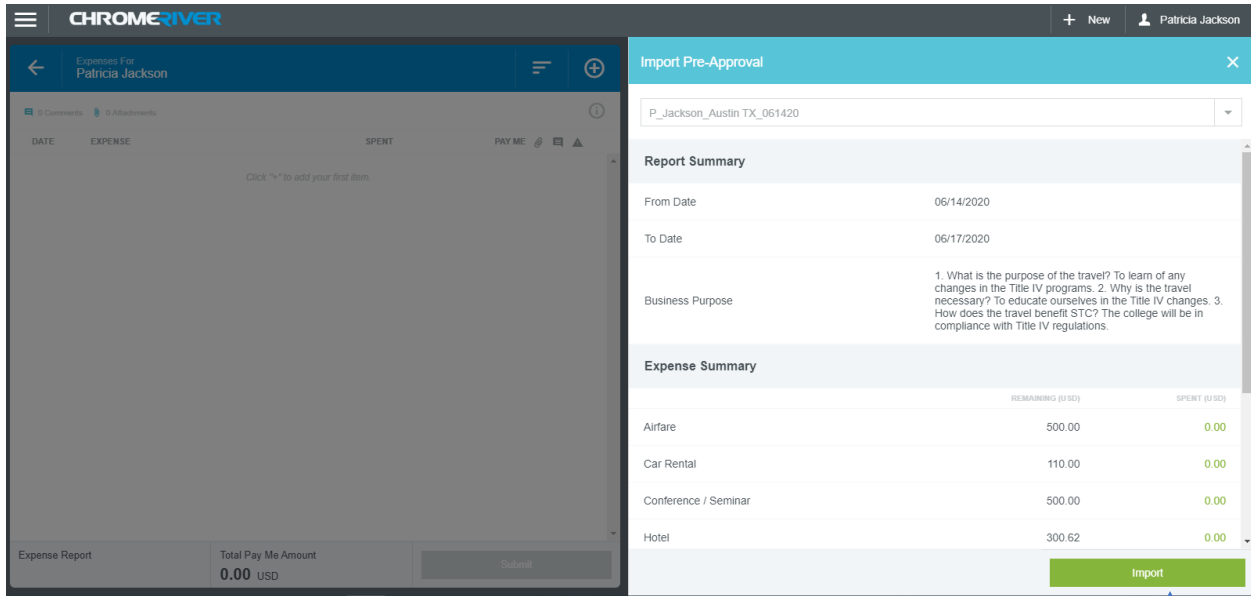 CHROMERIVER
+ New
Patricia Jackson
Expenses For
Patricia Jackson
0 Comments 0 Attachments
DATE EXPENSE SPENT PAY ME
Click "+" to add your first item.
Expense Report
Total Pay Me Amount
0.00 USD
Submit
Import Pre-Approval
P_Jackson_Austin TX_061420
Report Summary
From Date 06/14/2020
To Date 06/17/2020
Business Purpose
1. What is the purpose of the travel? To learn of any
changes in the Title IV programs. 2. Why is the travel
necessary? To educate ourselves in the Title IV changes. 3.
How does the travel benefit STC? The college will be in
compliance with Title IV regulations.
Expense Summary
REMAINING (USD) SPENT (USD)
Airfare 500.00 0.00
Car Rental 110.00 0.00
Conference / Seminar 500.00 0.00
Hotel 300.62 0.00
Import